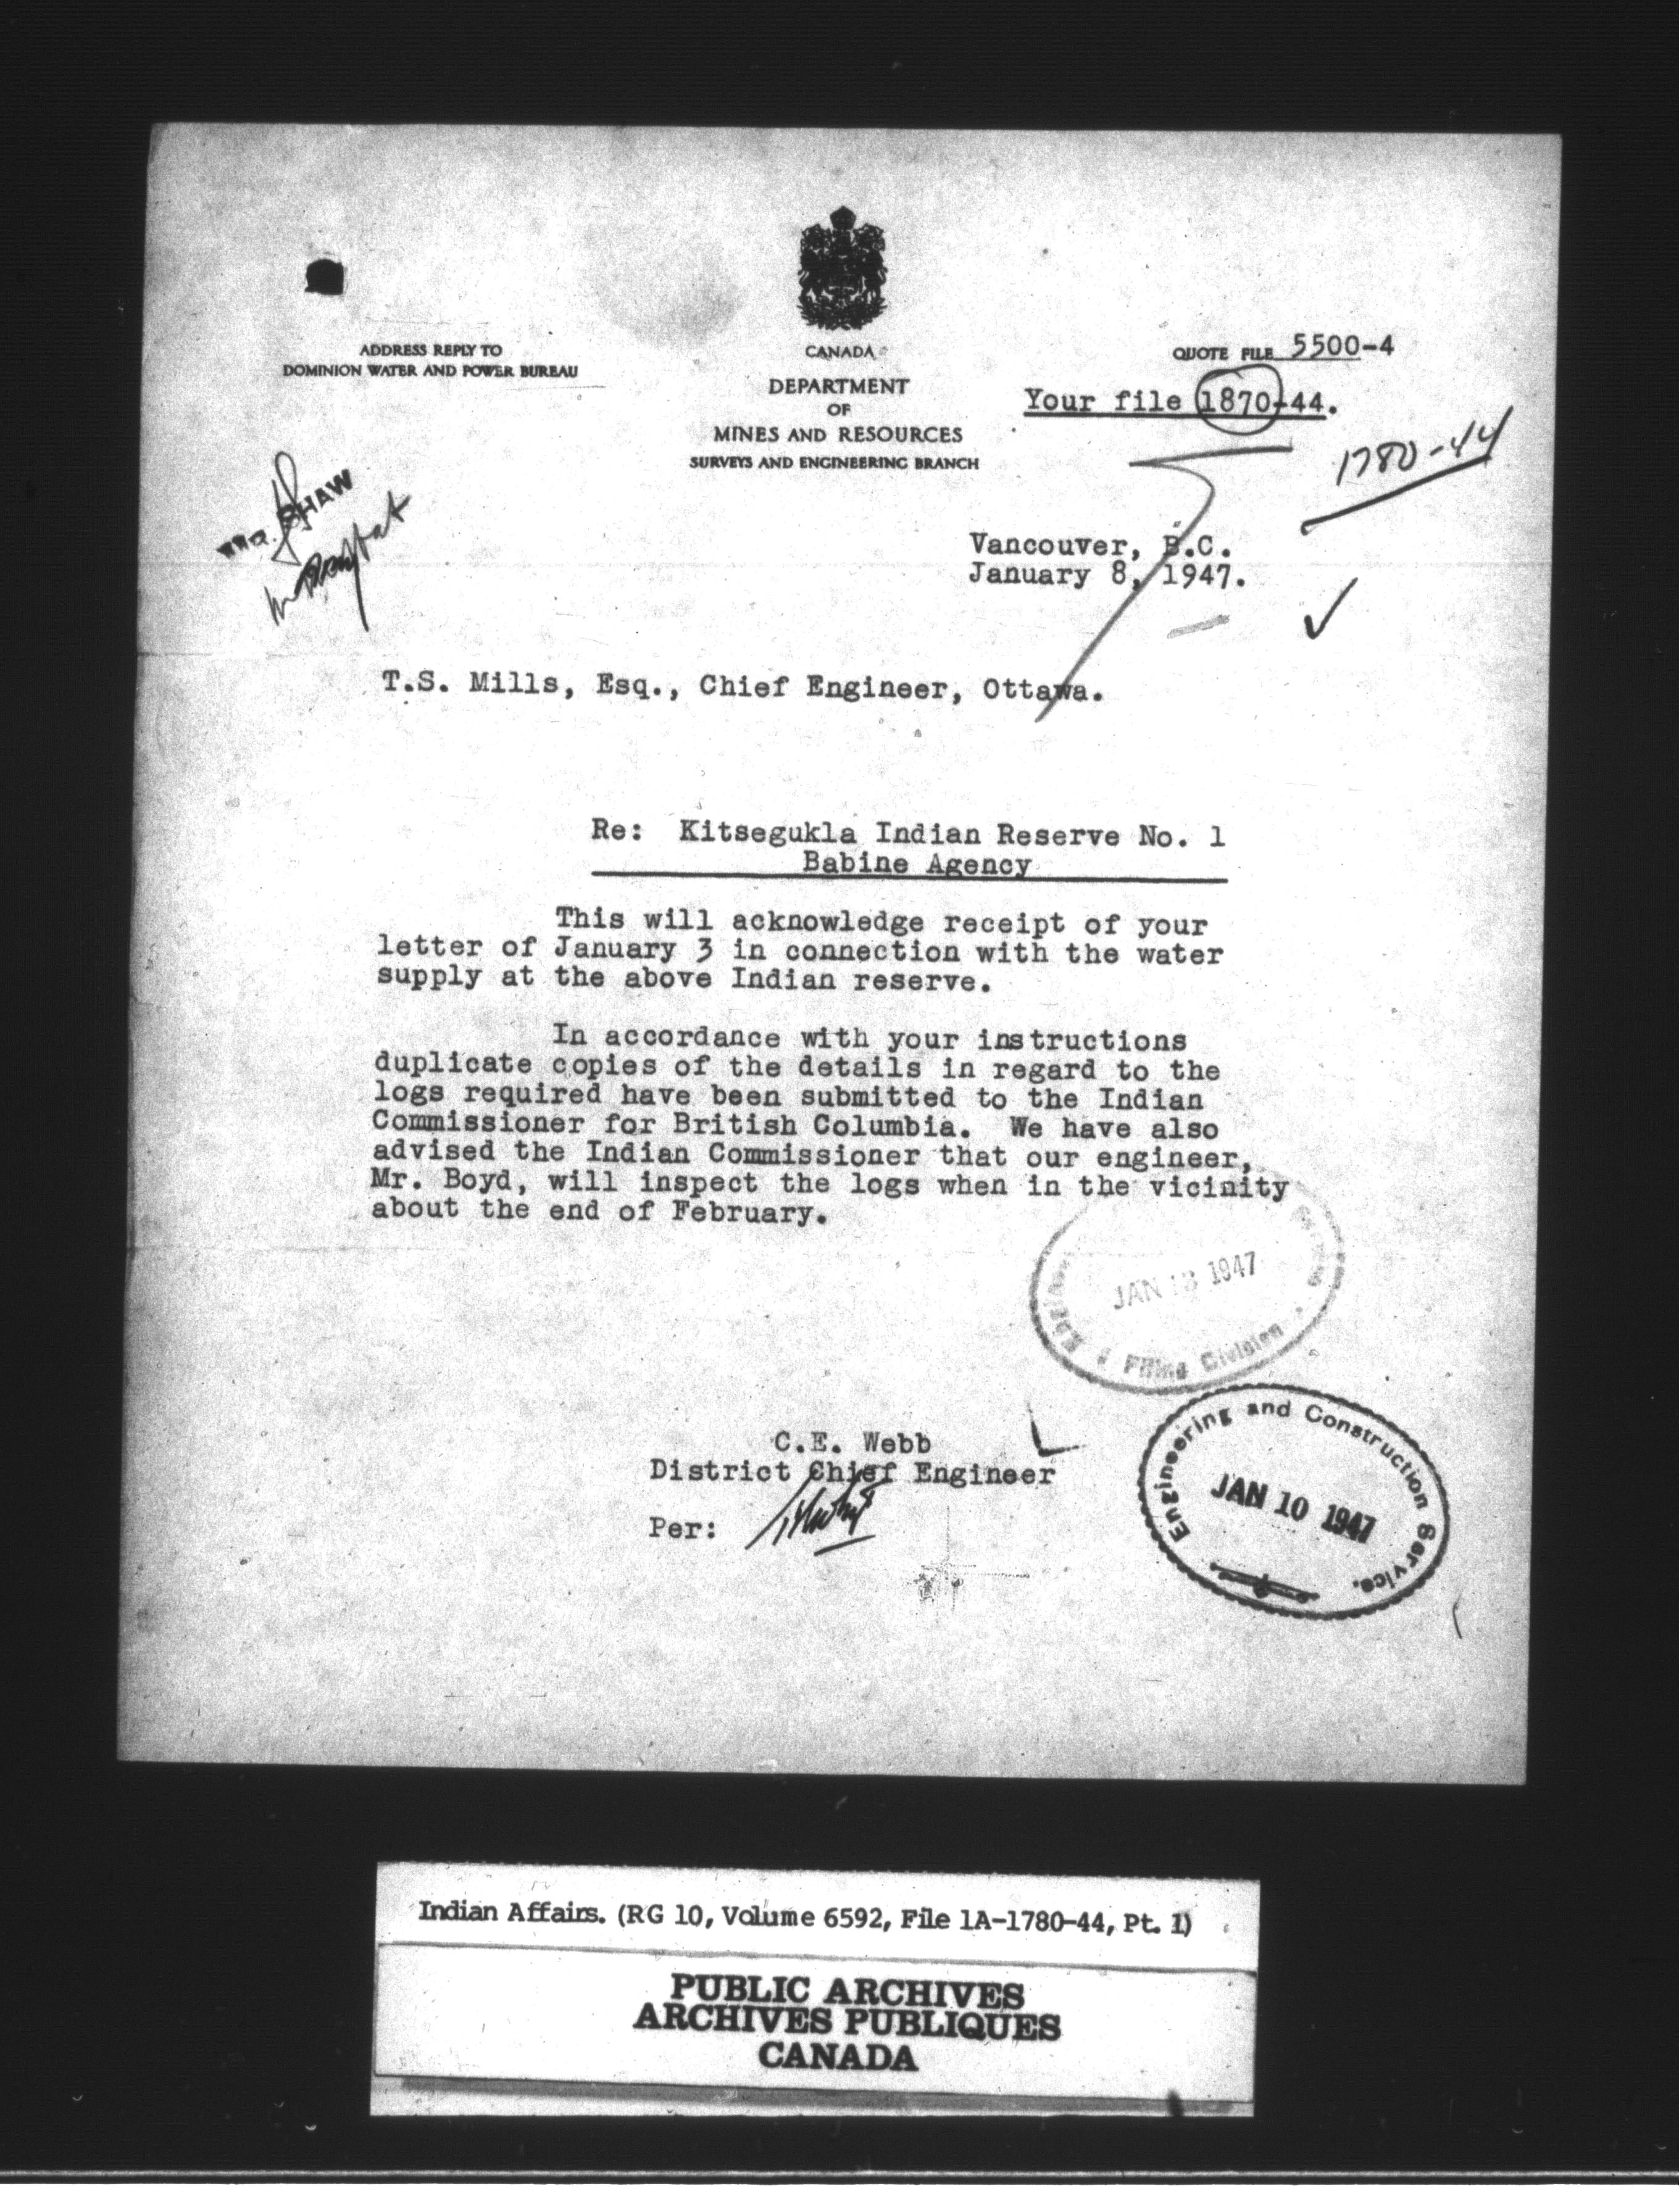 ADDRESS REPLY TO
DOMINION WATER AND POWER BUREAU
CANADA
DEPARTMENT
OF
MINES AND RESOURCES
SURVEYS AND ENGINEERING BRANCH
QUOTE FILE 5500-4
Your file 1870-44.
1780-44
SHAW
Vancouver, B.C.
January 8, 1947.
T.S. Mills, Esq., Chief Engineer, Ottawa.
Re: Kitsegukla Indian Reserve No. 1
Babine Agency
This will acknowledge receipt of your
letter of January 3 in connection with the water
supply at the above Indian reserve.
In accordance with your instructions
duplicate copies of the details in regard to the
logs required have been submitted to the Indian
Commissioner for British Columbia. We have also
advised the Indian Commissioner that our engineer,
Mr. Boyd, will inspect the logs when in the vicinity
about the end of February.
JAN 13 1947
Filing Division
C.E. Webb
District Chief Engineer
Per:
Engineering and Construction Service.
JAN 10 1947
Indian Affairs. (RG 10, Volume 6592, File 1A-1780-44, Pt. 1)
PUBLIC ARCHIVES
ARCHIVES PUBLIQUES
CANADA